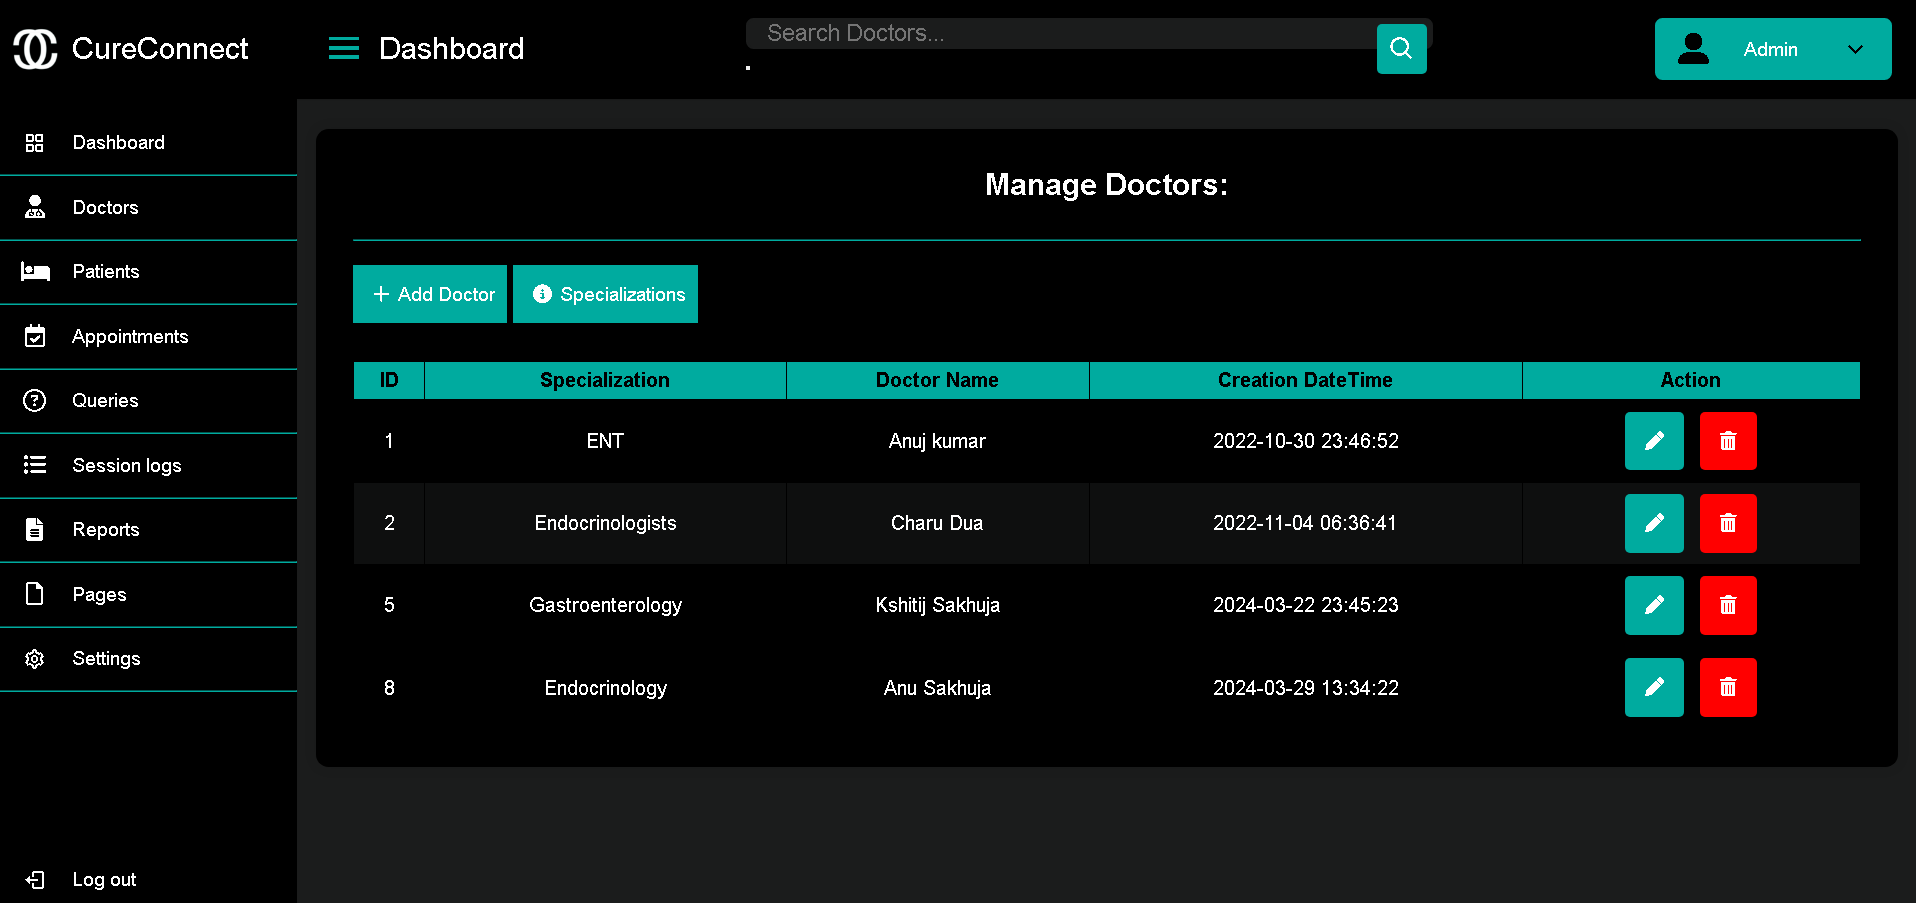 CureConnect
Dashboard
Search Doctors...
Admin
Dashboard
Doctors
Patients
Appointments
Queries
Session logs
Reports
Pages
Settings
Log out
Manage Doctors:
Add Doctor
Specializations
ID Specialization Doctor Name Creation DateTime Action
1 ENT Anuj kumar 2022-10-30 23:46:52
2 Endocrinologists Charu Dua 2022-11-04 06:36:41
5 Gastroenterology Kshitij Sakhuja 2024-03-22 23:45:23
8 Endocrinology Anu Sakhuja 2024-03-29 13:34:22